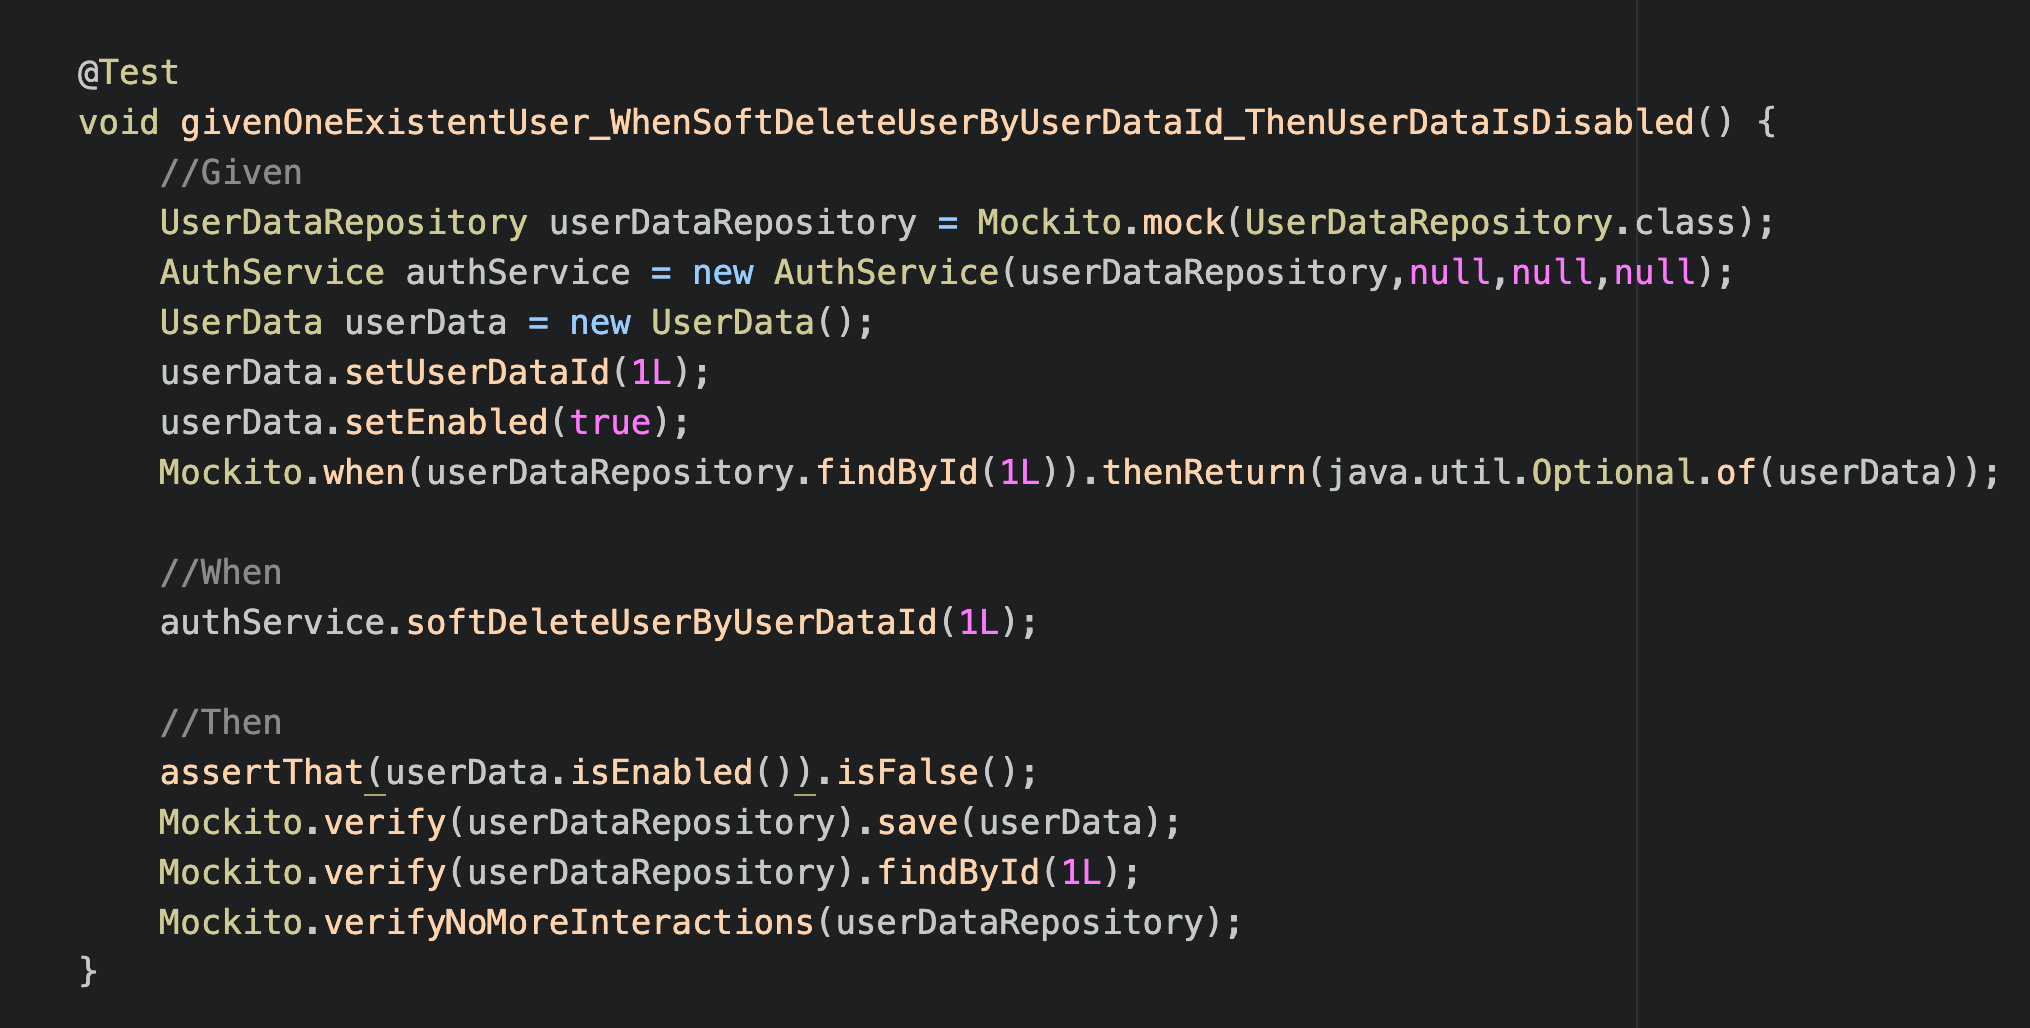 @Test
void givenOneExistentUser_WhenSoftDeleteUserByUserDataId_ThenUserDataIsDisabled() {
//Given
UserDataRepository userDataRepository = Mockito.mock(UserDataRepository.class);
AuthService authService = new AuthService(userDataRepository,null,null,null);
UserData userData = new UserData();
userData.setUserDataId(1L);
userData.setEnabled(true);
Mockito.when(userDataRepository.findById(1L)).thenReturn(java.util.Optional.of(userData));
//When
authService.softDeleteUserByUserDataId(1L);
//Then
assertThat(userData.isEnabled()).isFalse();
Mockito.verify(userDataRepository).save(userData);
Mockito.verify(userDataRepository).findById(1L);
Mockito.verifyNoMoreInteractions(userDataRepository);
}